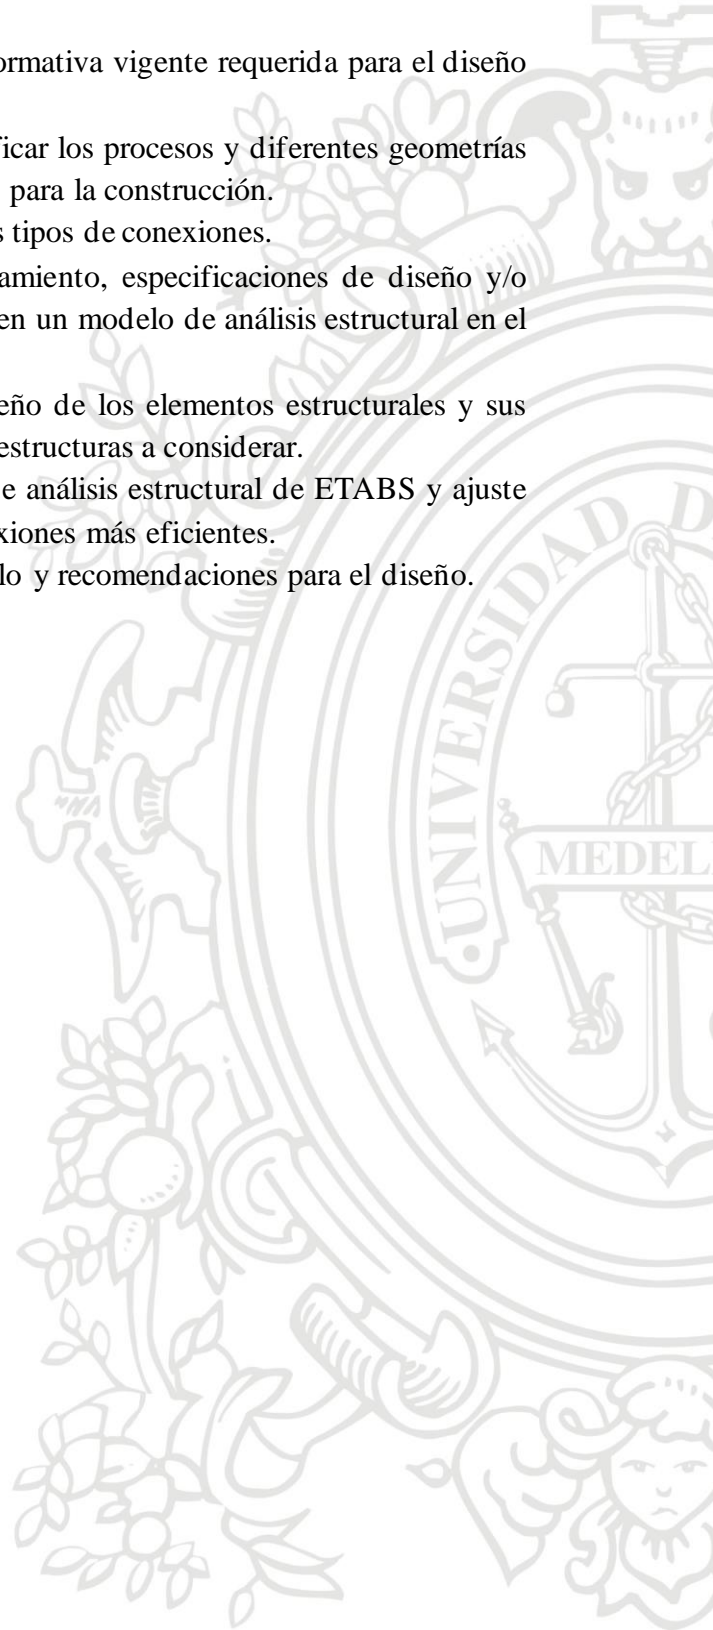 ormativa vigente requerida para el diseño
icar los procesos y diferentes geometrías
para la construcción.
s tipos de conexiones.
amiento, especificaciones de diseño y/o
en un modelo de análisis estructural en el
eño de los elementos estructurales y sus
estructuras a considerar.
e análisis estructural de ETABS y ajuste
xiones más eficientes.
lo y recomendaciones para el diseño.
UNIVERSIDAD D
MEDEL